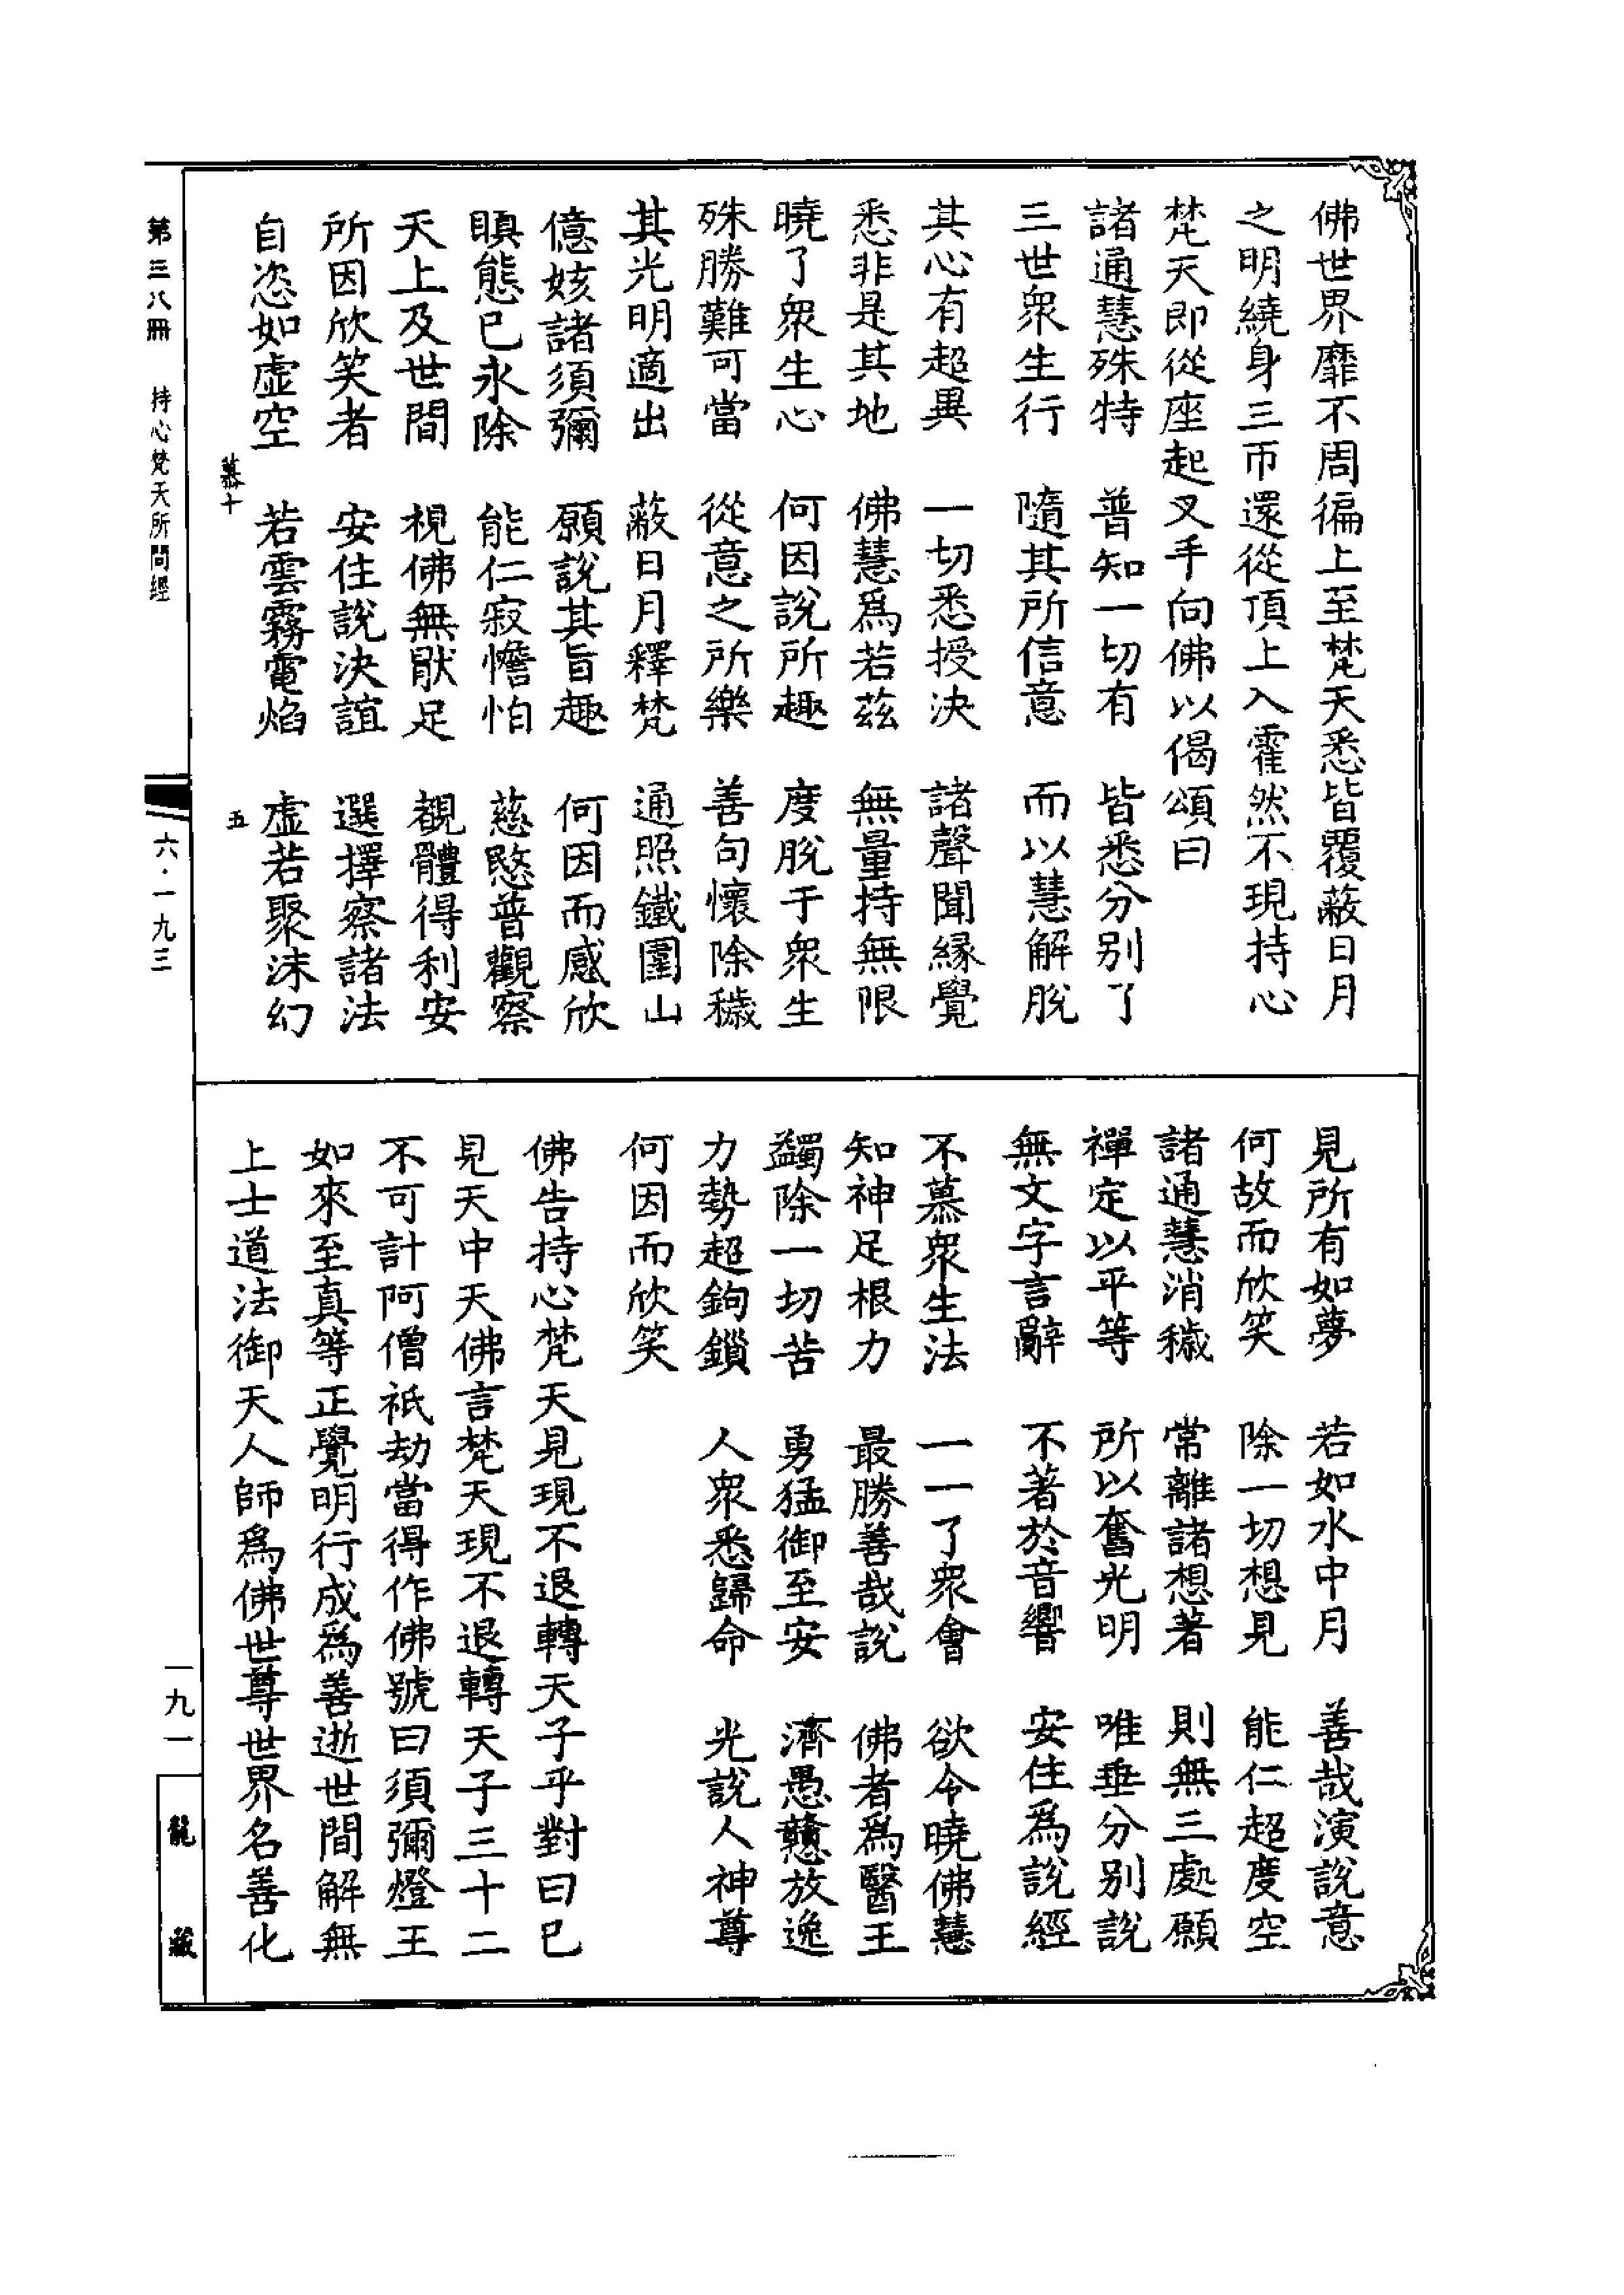 佛世界靡不周徧上至梵天悉皆覆蔽日月
之明繞身三帀還從頂上入霍然不現持心
梵天即從座起叉手向佛以偈頌曰
諸通慧殊特　普知一切有　皆悉分别了
三世衆生行　隨其所信意　而以慧解脫
其心有超異　一切悉授決　諸聲聞緣覺
悉非是其地　佛慧爲若茲　無量持無限
曉了衆生心　何因說所趣　度脫于衆生
殊勝難可當　從意之所樂　善句懷除穢
其光明適出　蔽日月釋梵　通照鐵圍山
億姟諸須彌　願說其旨趣　何因而感欣
瞋態已永除　能仁寂憺怕　慈愍普觀察
天上及世間　視佛無猒足　覩體得利安
所因欣笑者　安住說決誼　選擇察諸法
自恣如虛空　若雲霧電焰　虛若聚沫幻
慕十　五
見所有如夢　若如水中月　善哉演說意
何故而欣笑　除一切想見　能仁超度空
諸通慧消穢　常離諸想著　則無三處願
禪定以平等　所以奮光明　唯垂分别說
無文字言辭　不著於音響　安住爲說經
不慕衆生法　一一了衆會　欲令曉佛慧
知神足根力　最勝善哉說　佛者爲醫王
蠲除一切苦　勇猛御至安　濟愚戇放逸
力勢超鉤鎖　人衆悉歸命　光說人神尊
何因而欣笑
佛告持心梵天見現不退轉天子乎對曰已
見天中天佛言梵天現不退轉天子三十二
不可計阿僧祇劫當得作佛號曰須彌燈王
如來至真等正覺明行成爲善逝世間解無
上士道法御天人師爲佛世尊世界名善化
第三八冊　持心梵天所問經
六・一九三
一九一
龍藏